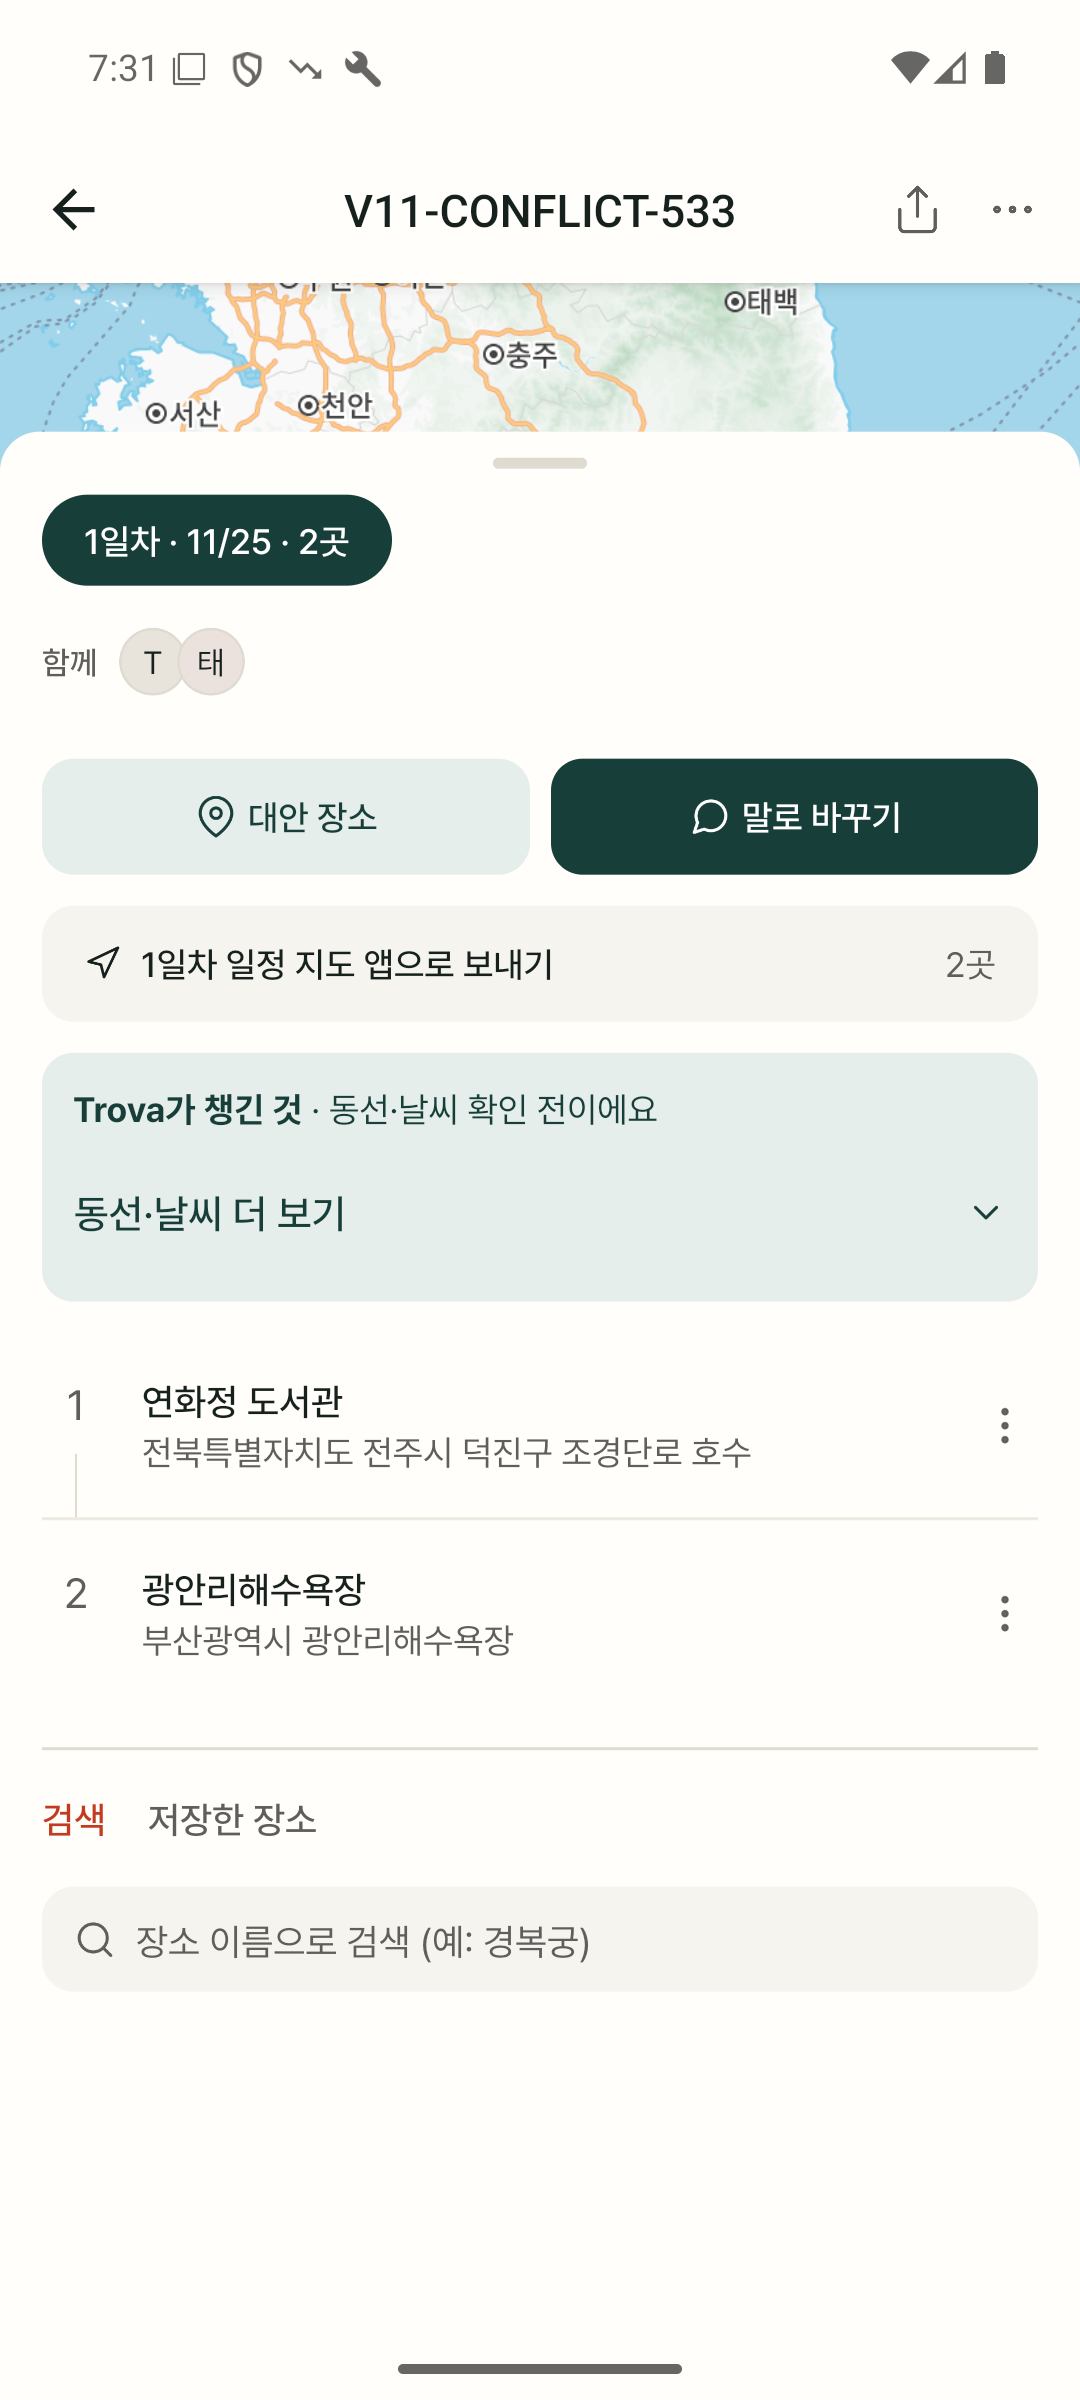 7:31
V11-CONFLICT-533
태백
충주
천안
서산
1일차 · 11/25 · 2곳
함께 T 태
대안 장소
말로 바꾸기
1일차 일정 지도 앱으로 보내기 2곳
Trova가 챙긴 것 · 동선·날씨 확인 전이에요
동선·날씨 더 보기
1 연화정 도서관
전북특별자치도 전주시 덕진구 조경단로 호수
2 광안리해수욕장
부산광역시 광안리해수욕장
검색 저장한 장소
장소 이름으로 검색 (예: 경복궁)